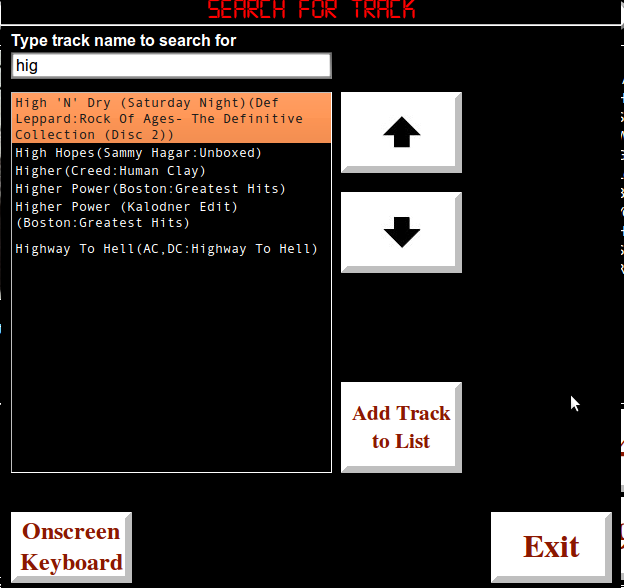 SEARCH FOR TRACK
Type track name to search for
hig
High 'N' Dry (Saturday Night)(Def
Leppard:Rock Of Ages- The Definitive
Collection (Disc 2))
High Hopes(Sammy Hagar:Unboxed)
Higher(Creed:Human Clay)
Higher Power(Boston:Greatest Hits)
Higher Power (Kalodner Edit)
(Boston:Greatest Hits)
Highway To Hell(AC,DC:Highway To Hell)
Add Track
to List
Onscreen
Keyboard
Exit